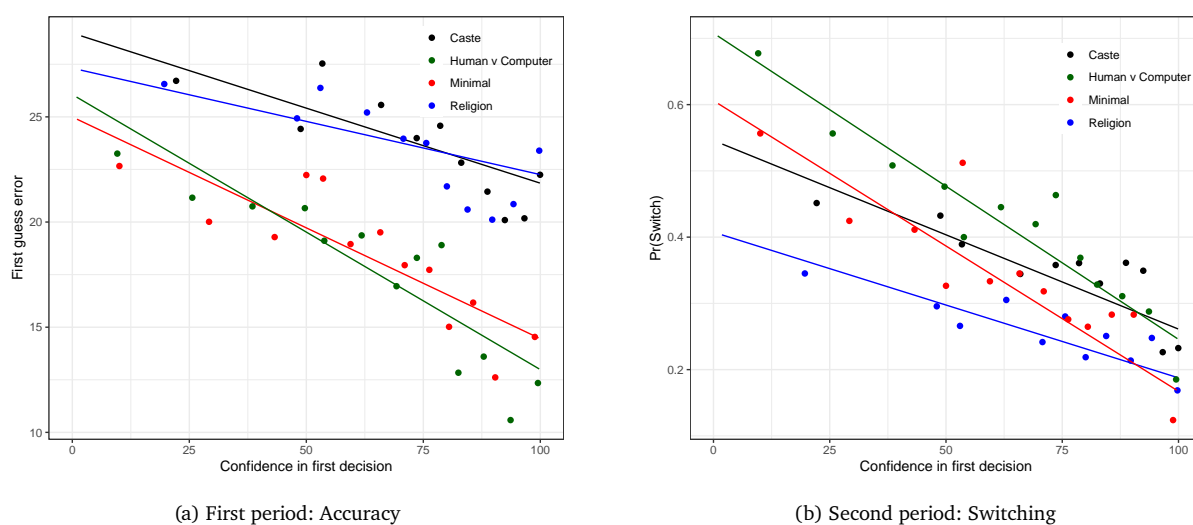 Caste
Human v Computer
Minimal
Religion
First guess error
25
20
15
10
0
25
50
75
100
Confidence in first decision
(a) First period: Accuracy
Caste
Human v Computer
Minimal
Religion
Pr(Switch)
0.6
0.4
0.2
0
25
50
75
100
Confidence in first decision
(b) Second period: Switching